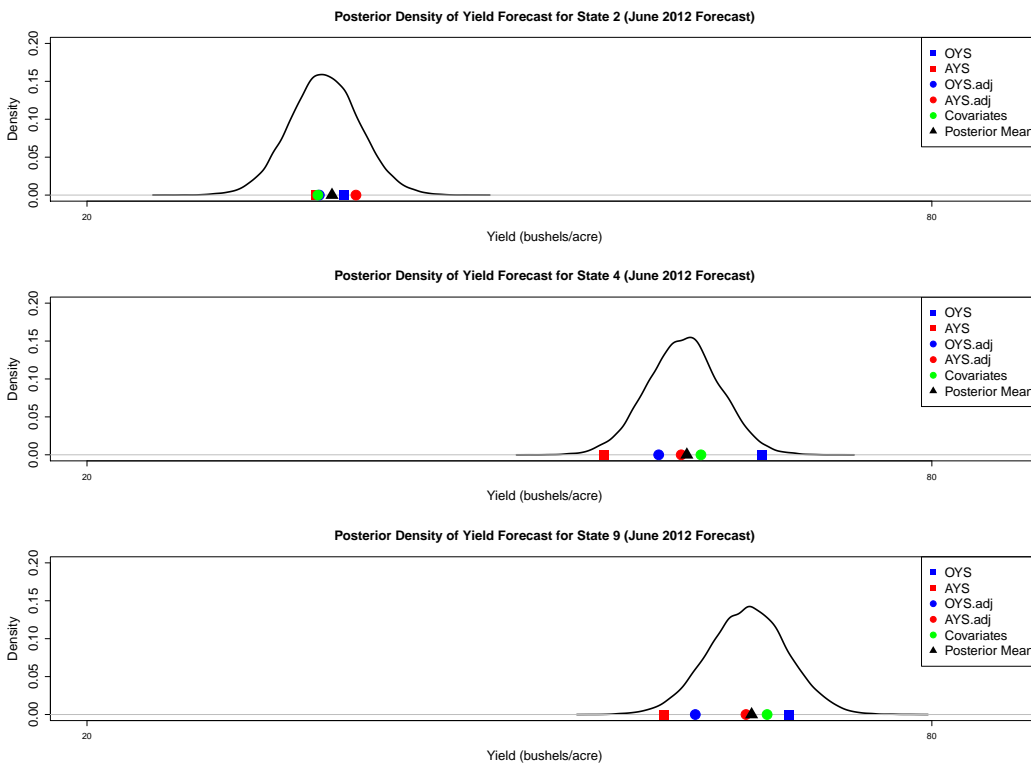 Posterior Density of Yield Forecast for State 2 (June 2012 Forecast)
Density
0.00 0.05 0.10 0.15 0.20
OYS
AYS
OYS.adj
AYS.adj
Covariates
Posterior Mean
20 80
Yield (bushels/acre)
Posterior Density of Yield Forecast for State 4 (June 2012 Forecast)
Density
0.00 0.05 0.10 0.15 0.20
OYS
AYS
OYS.adj
AYS.adj
Covariates
Posterior Mean
20 80
Yield (bushels/acre)
Posterior Density of Yield Forecast for State 9 (June 2012 Forecast)
Density
0.00 0.05 0.10 0.15 0.20
OYS
AYS
OYS.adj
AYS.adj
Covariates
Posterior Mean
20 80
Yield (bushels/acre)